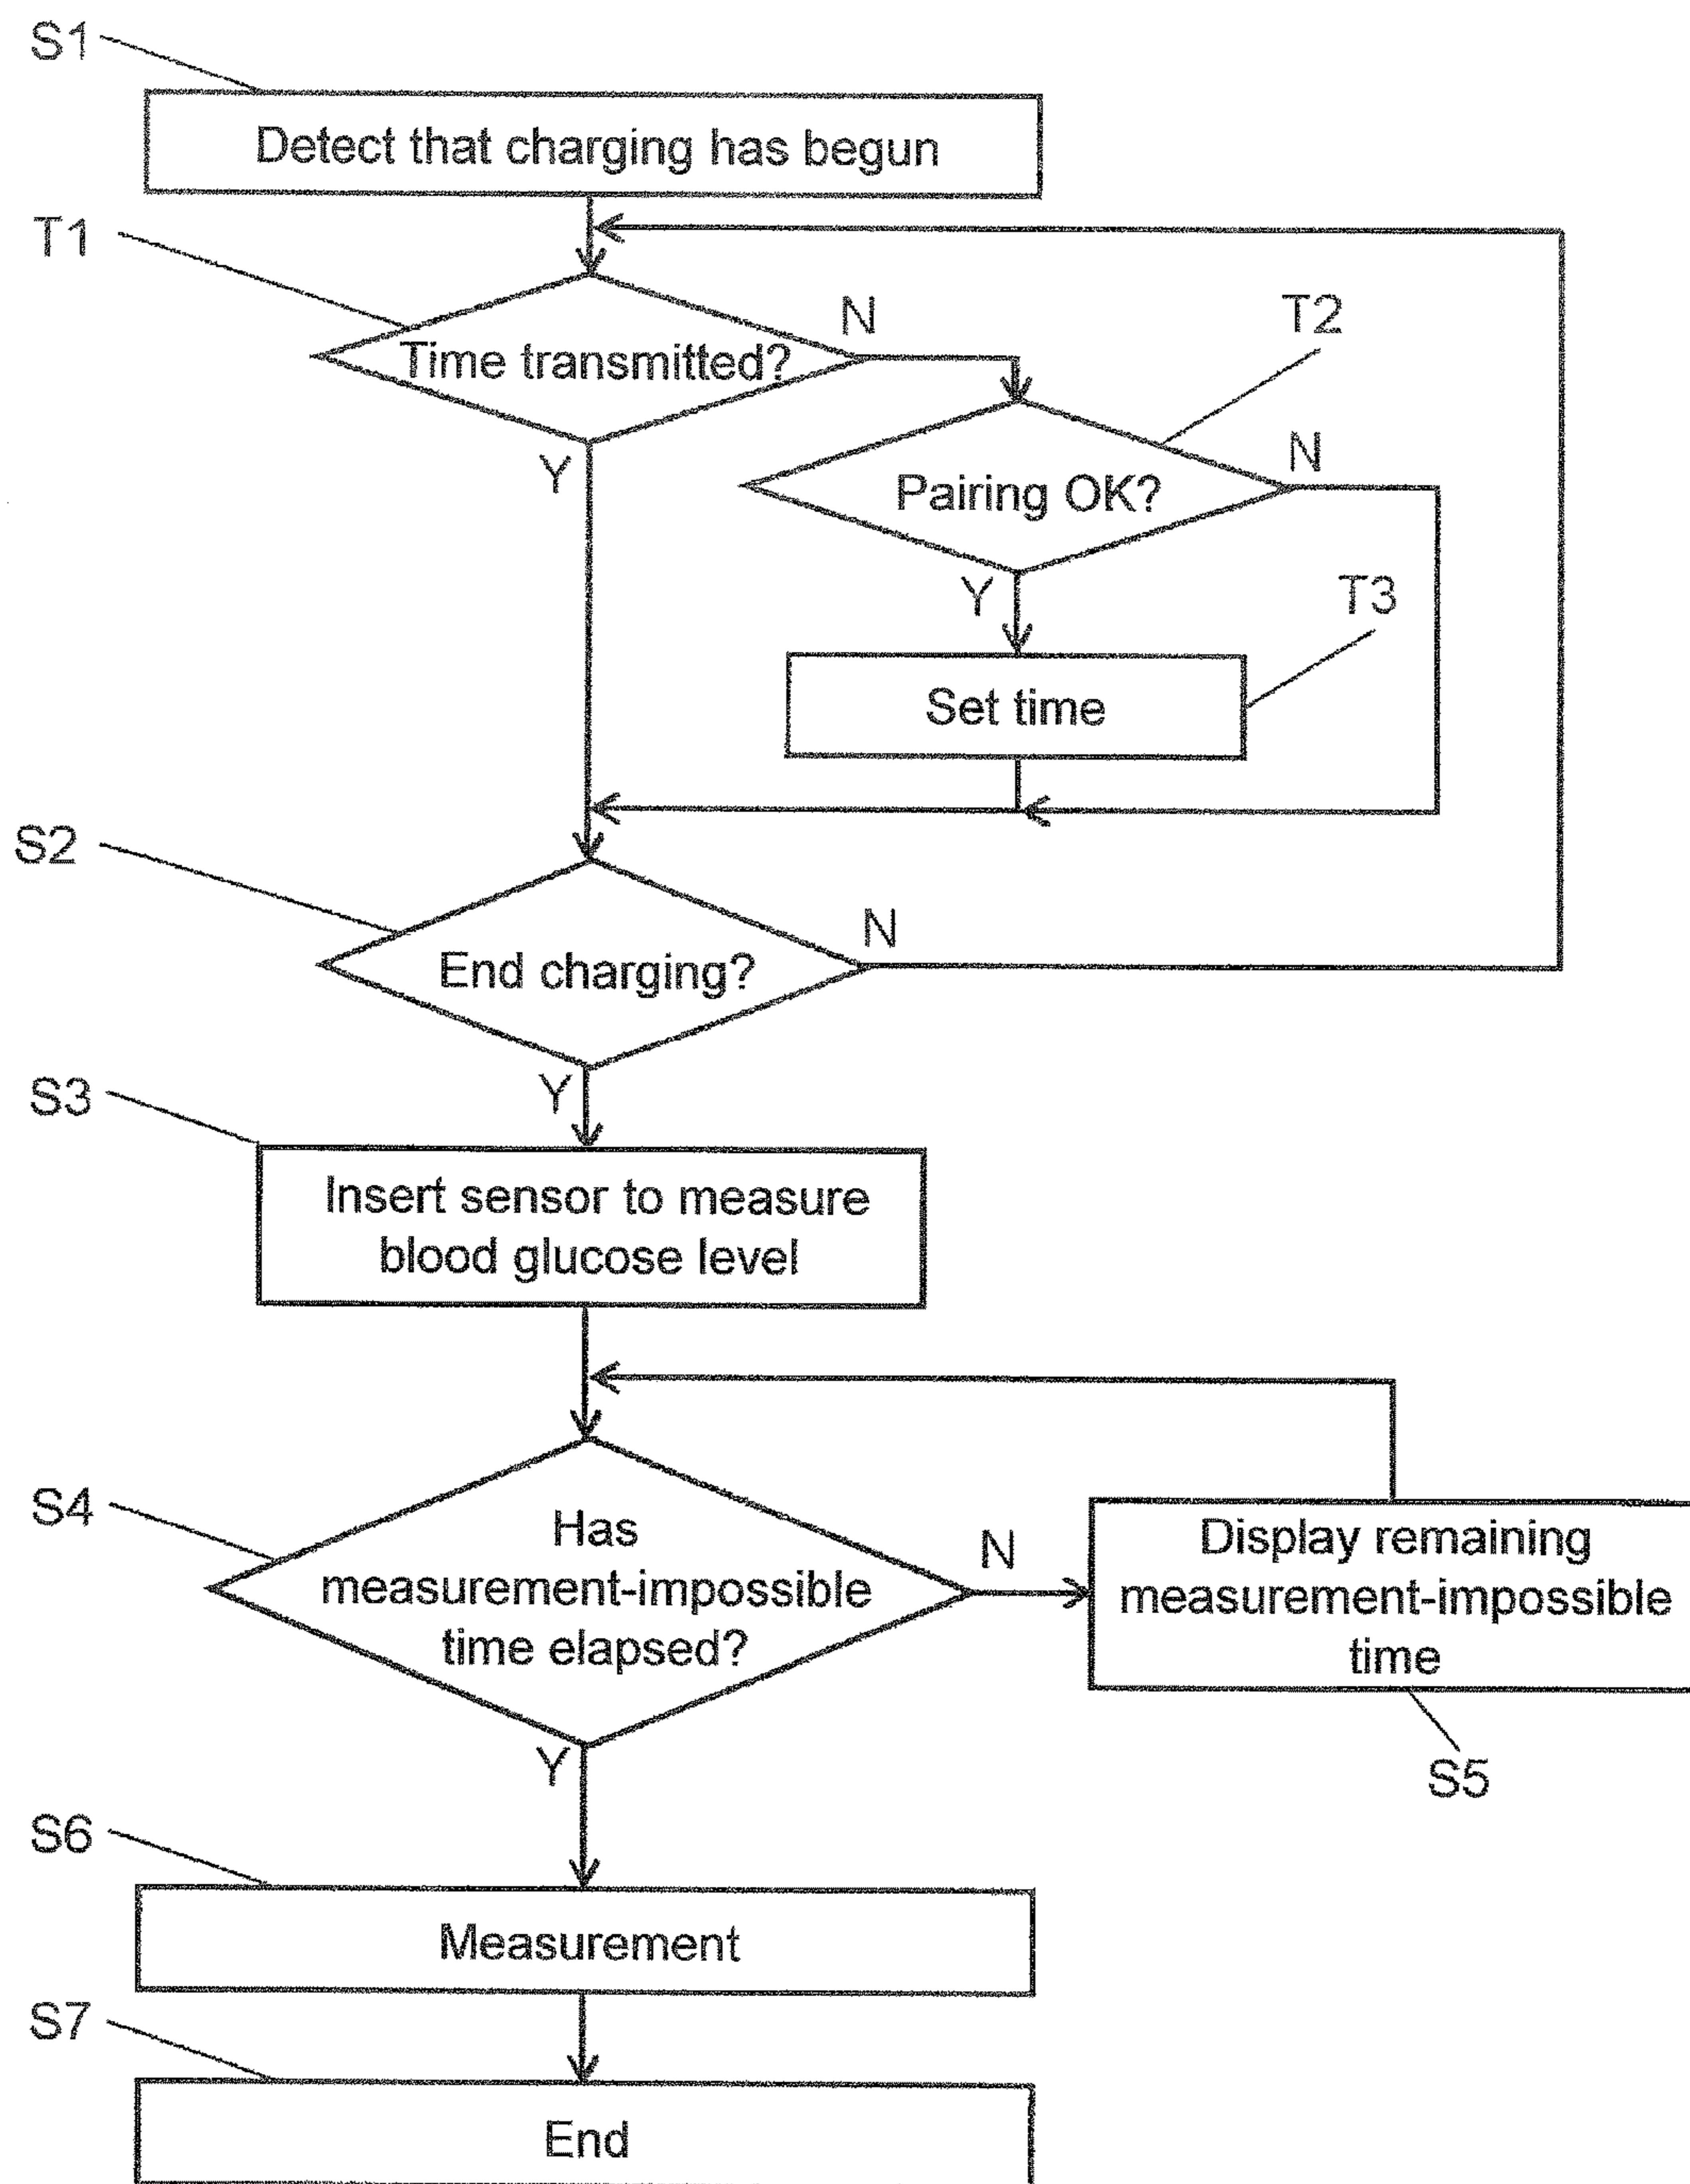 S1
Detect that charging has begun
T1
N
T2
Time transmitted?
Y
N
Pairing OK?
Y
T3
Set time
S2
N
End charging?
Y
S3
Insert sensor to measure
blood glucose level
S4
Has
measurement-impossible
time elapsed?
N
Display remaining
measurement-impossible
time
S5
Y
S6
Measurement
S7
End